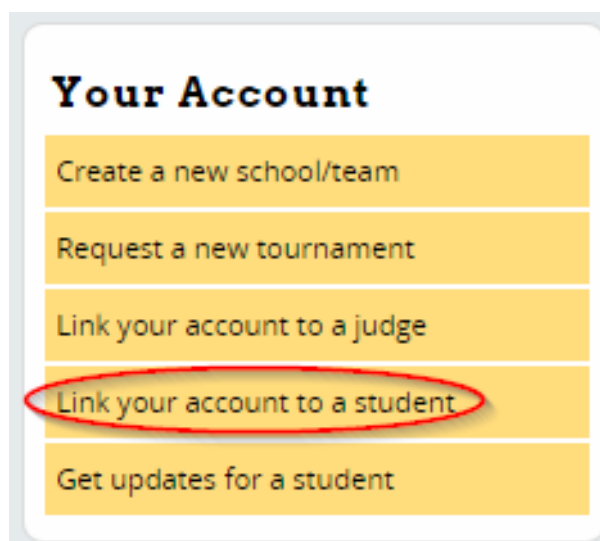 Your Account
Create a new school/team
Request a new tournament
Link your account to a judge
Link your account to a student
Get updates for a student